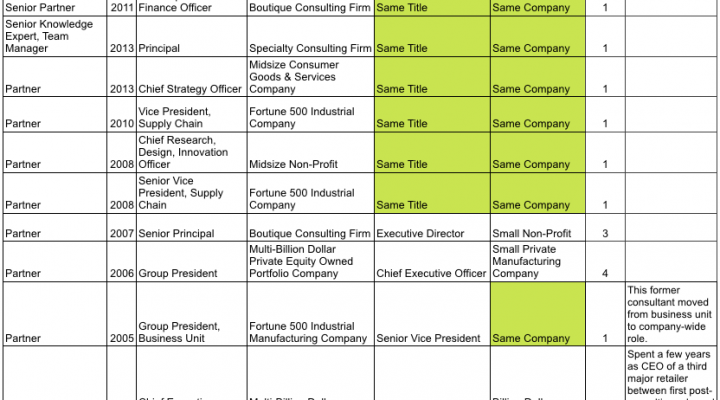 Senior Partner 2011 Finance Officer Boutique Consulting Firm Same Title Same Company 1
Senior Knowledge
Expert, Team
Manager 2013 Principal Specialty Consulting Firm Same Title Same Company 1
Midsize Consumer
Goods & Services
Partner 2013 Chief Strategy Officer Company Same Title Same Company 1
Vice President, Fortune 500 Industrial
Partner 2010 Supply Chain Company Same Title Same Company 1
Chief Research,
Design, Innovation
Partner 2008 Officer Midsize Non-Profit Same Title Same Company 1
Senior Vice
President, Supply Fortune 500 Industrial
Partner 2008 Chain Company Same Title Same Company 1
Partner 2007 Senior Principal Boutique Consulting Firm Executive Director Small Non-Profit 3
Multi-Billion Dollar Small Private
Private Equity Owned Manufacturing
Partner 2006 Group President Portfolio Company Chief Executive Officer Company 4
This former
consultant moved
from business unit
Group President, Fortune 500 Industrial to company-wide
Partner 2005 Business Unit Manufacturing Company Senior Vice President Same Company 1 role.
Spent a few years
as CEO of a third
major retailer
between first post-